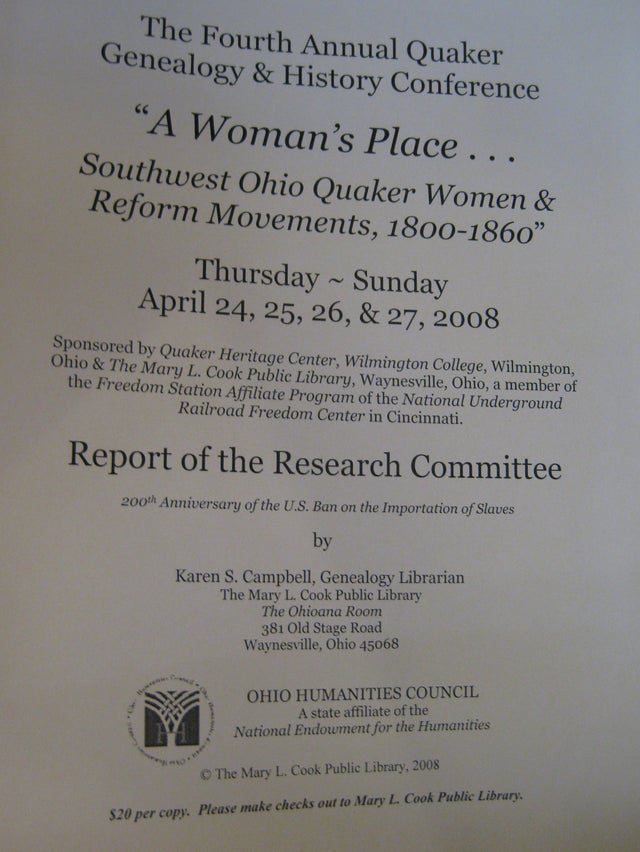 The Fourth Annual Quaker
Genealogy & History Conference
“A Woman’s Place . . .
Southwest Ohio Quaker Women &
Reform Movements, 1800-1860”
Thursday ~ Sunday
April 24, 25, 26, & 27, 2008
Sponsored by Quaker Heritage Center, Wilmington College, Wilmington,
Ohio & The Mary L. Cook Public Library, Waynesville, Ohio, a member of
the Freedom Station Affiliate Program of the National Underground
Railroad Freedom Center in Cincinnati.
Report of the Research Committee
200th Anniversary of the U.S. Ban on the Importation of Slaves
by
Karen S. Campbell, Genealogy Librarian
The Mary L. Cook Public Library
The Ohioana Room
381 Old Stage Road
Waynesville, Ohio 45068
OHIO HUMANITIES COUNCIL
A state affiliate of the
National Endowment for the Humanities
© The Mary L. Cook Public Library, 2008
$20 per copy. Please make checks out to Mary L. Cook Public Library.